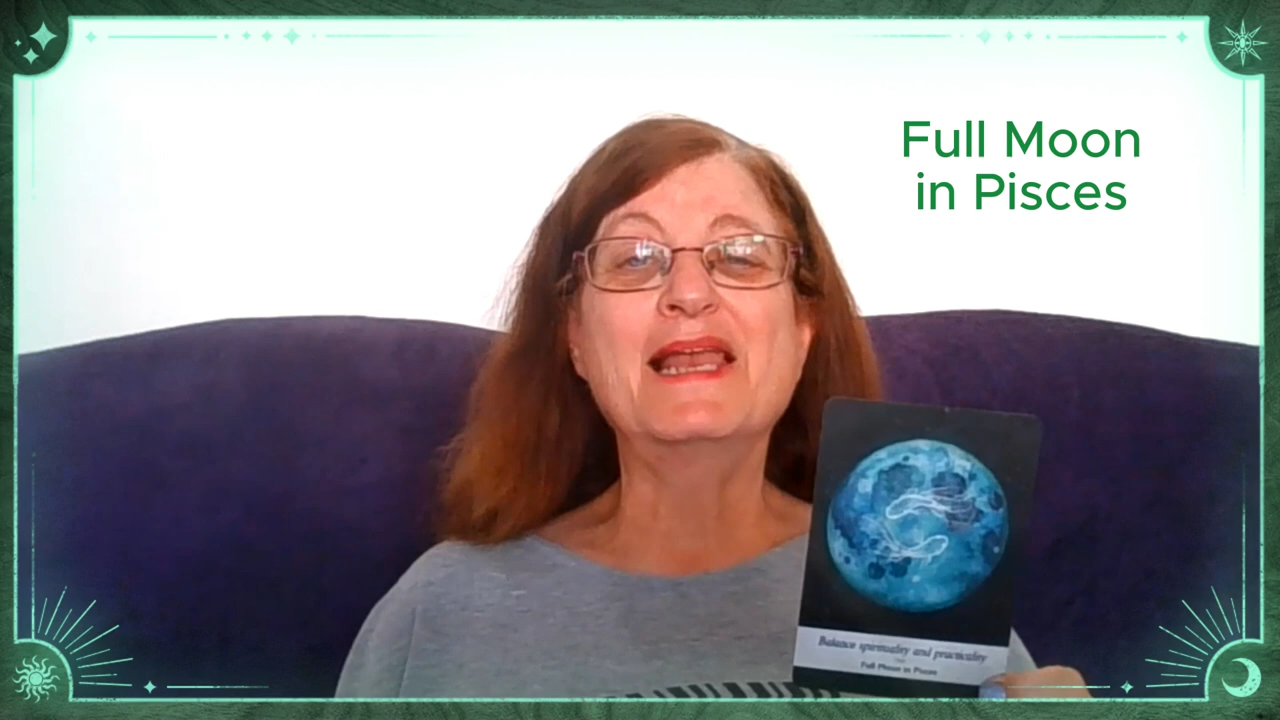 Full Moon
in Pisces
Balance spirituality and practicality
Full Moon in Pisces